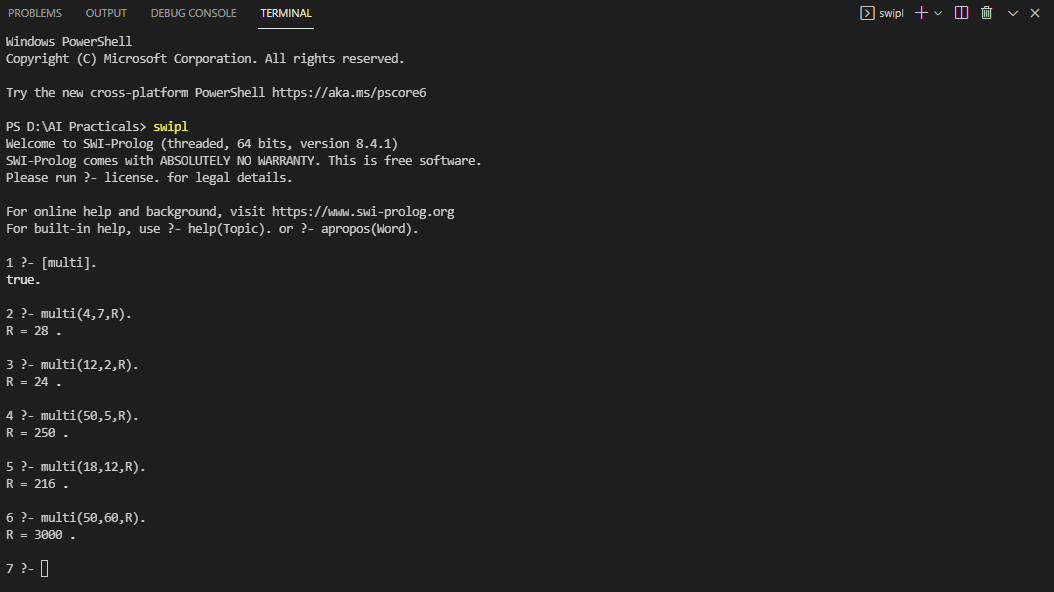 PROBLEMS OUTPUT DEBUG CONSOLE TERMINAL swipl
Windows PowerShell
Copyright (C) Microsoft Corporation. All rights reserved.
Try the new cross-platform PowerShell https://aka.ms/pscore6
PS D:\AI Practicals> swipl
Welcome to SWI-Prolog (threaded, 64 bits, version 8.4.1)
SWI-Prolog comes with ABSOLUTELY NO WARRANTY. This is free software.
Please run ?- license. for legal details.
For online help and background, visit https://www.swi-prolog.org
For built-in help, use ?- help(Topic). or ?- apropos(Word).
1 ?- [multi].
true.
2 ?- multi(4,7,R).
R = 28 .
3 ?- multi(12,2,R).
R = 24 .
4 ?- multi(50,5,R).
R = 250 .
5 ?- multi(18,12,R).
R = 216 .
6 ?- multi(50,60,R).
R = 3000 .
7 ?-